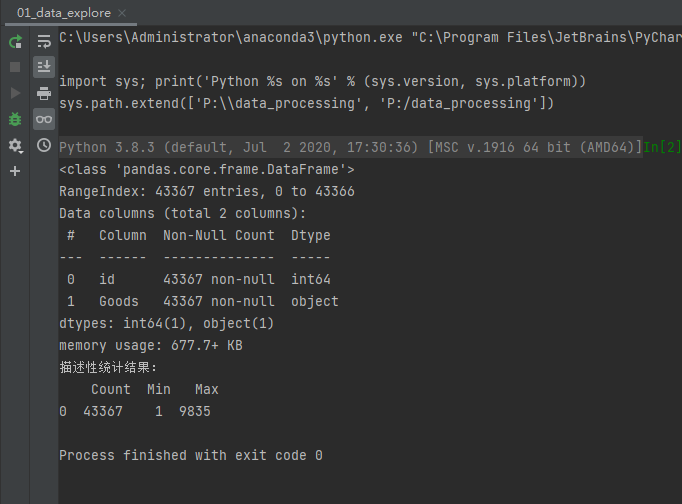 01_data_explore
C:\Users\Administrator\anaconda3\python.exe "C:\Program Files\JetBrains\PyChar
import sys; print('Python %s on %s' % (sys.version, sys.platform))
sys.path.extend(['P:\\data_processing', 'P:/data_processing'])
Python 3.8.3 (default, Jul  2 2020, 17:30:36) [MSC v.1916 64 bit (AMD64)]In[2]
<class 'pandas.core.frame.DataFrame'>
RangeIndex: 43367 entries, 0 to 43366
Data columns (total 2 columns):
 #   Column  Non-Null Count  Dtype
---  ------  --------------  -----
 0   id      43367 non-null  int64
 1   Goods   43367 non-null  object
dtypes: int64(1), object(1)
memory usage: 677.7+ KB
描述性统计结果:
    Count  Min   Max
0  43367    1  9835
Process finished with exit code 0